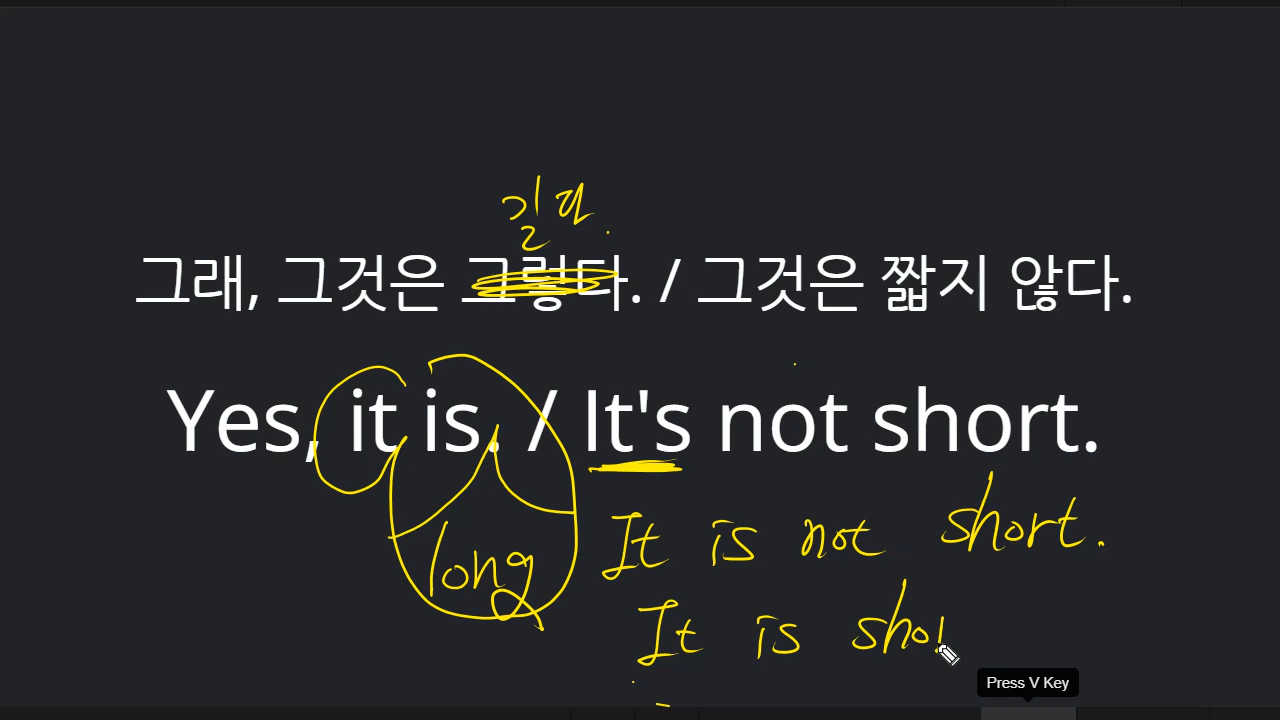 길다.
그래, 그것은 그렇다. / 그것은 짧지 않다.
Yes, it is. / It's not short.
It is not short.
long
It is sho
Press V Key